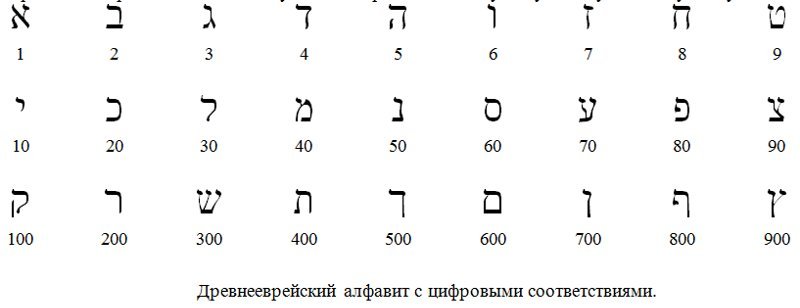 א ב ג ד ה ו ז ח ט
1 2 3 4 5 6 7 8 9
י כ ל מ נ ס ע פ צ
10 20 30 40 50 60 70 80 90
ק ר ש ת ך ם ן ף ץ
100 200 300 400 500 600 700 800 900
Древнееврейский алфавит с цифровыми соответствиями.